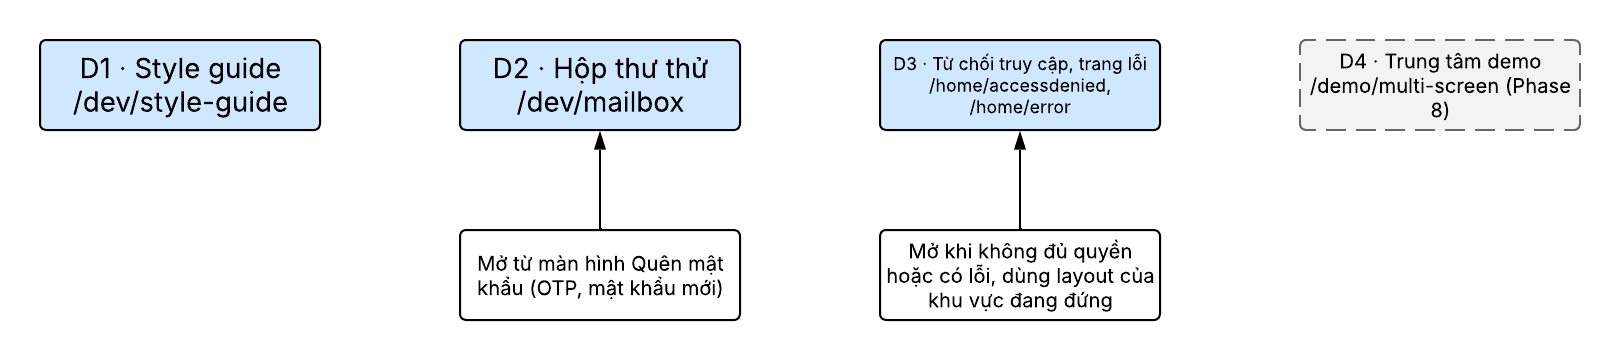 D1 · Style guide
/dev/style-guide
D2 · Hộp thư thử
/dev/mailbox
D3 · Từ chối truy cập, trang lỗi
/home/accessdenied,
/home/error
D4 · Trung tâm demo
/demo/multi-screen (Phase
8)
Mở từ màn hình Quên mật
khẩu (OTP, mật khẩu mới)
Mở khi không đủ quyền
hoặc có lỗi, dùng layout của
khu vực đang đứng